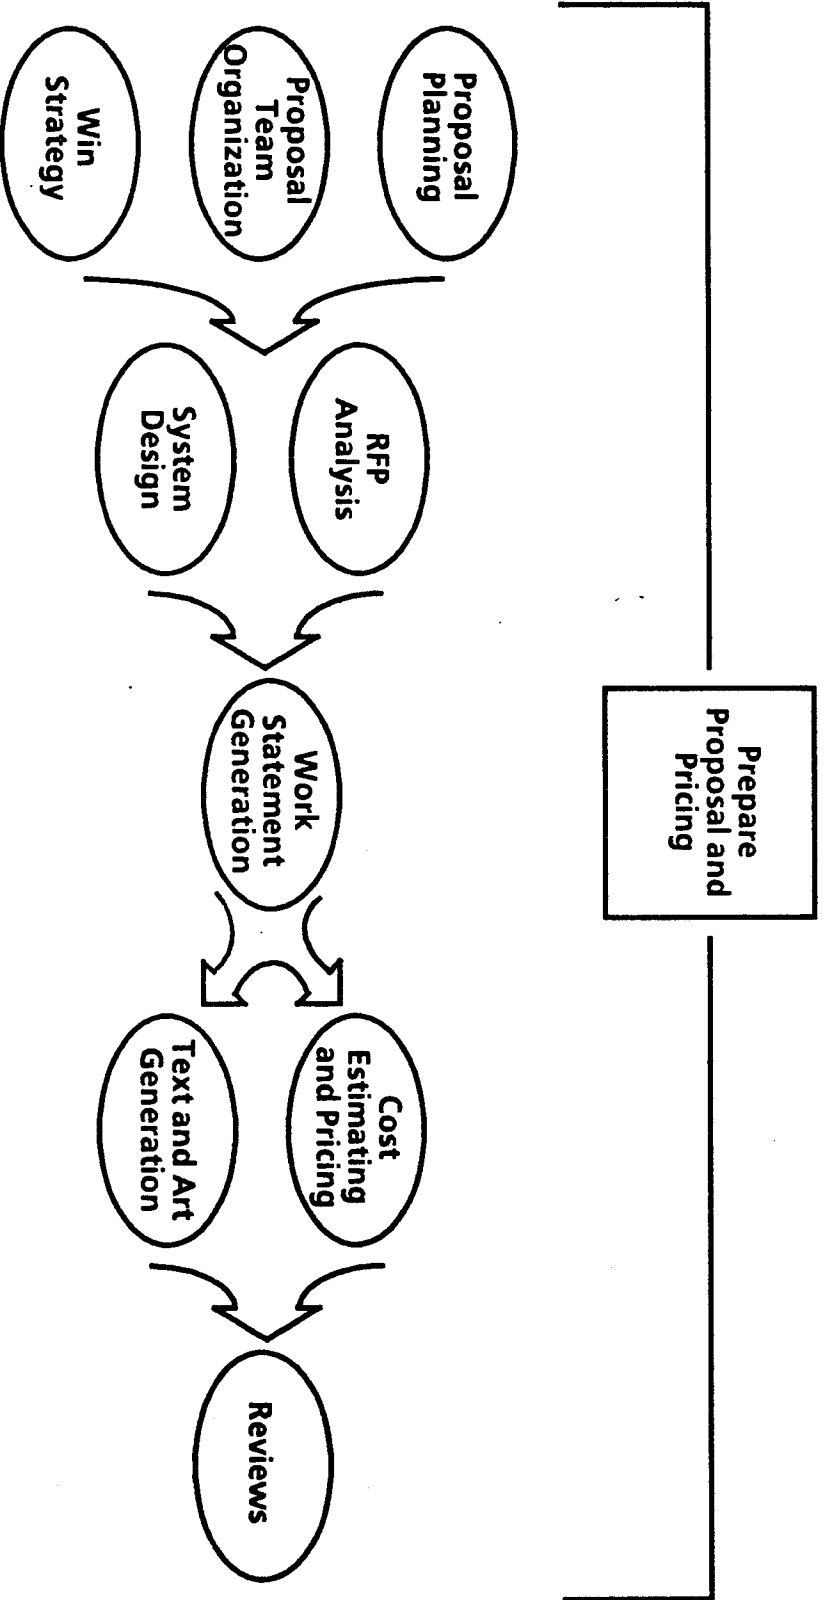 Prepare
Proposal and
Pricing
Proposal
Planning
Proposal
Team
Organization
Win
Strategy
RFP
Analysis
System
Design
Work
Statement
Generation
Cost
Estimating
and Pricing
Text and Art
Generation
Reviews